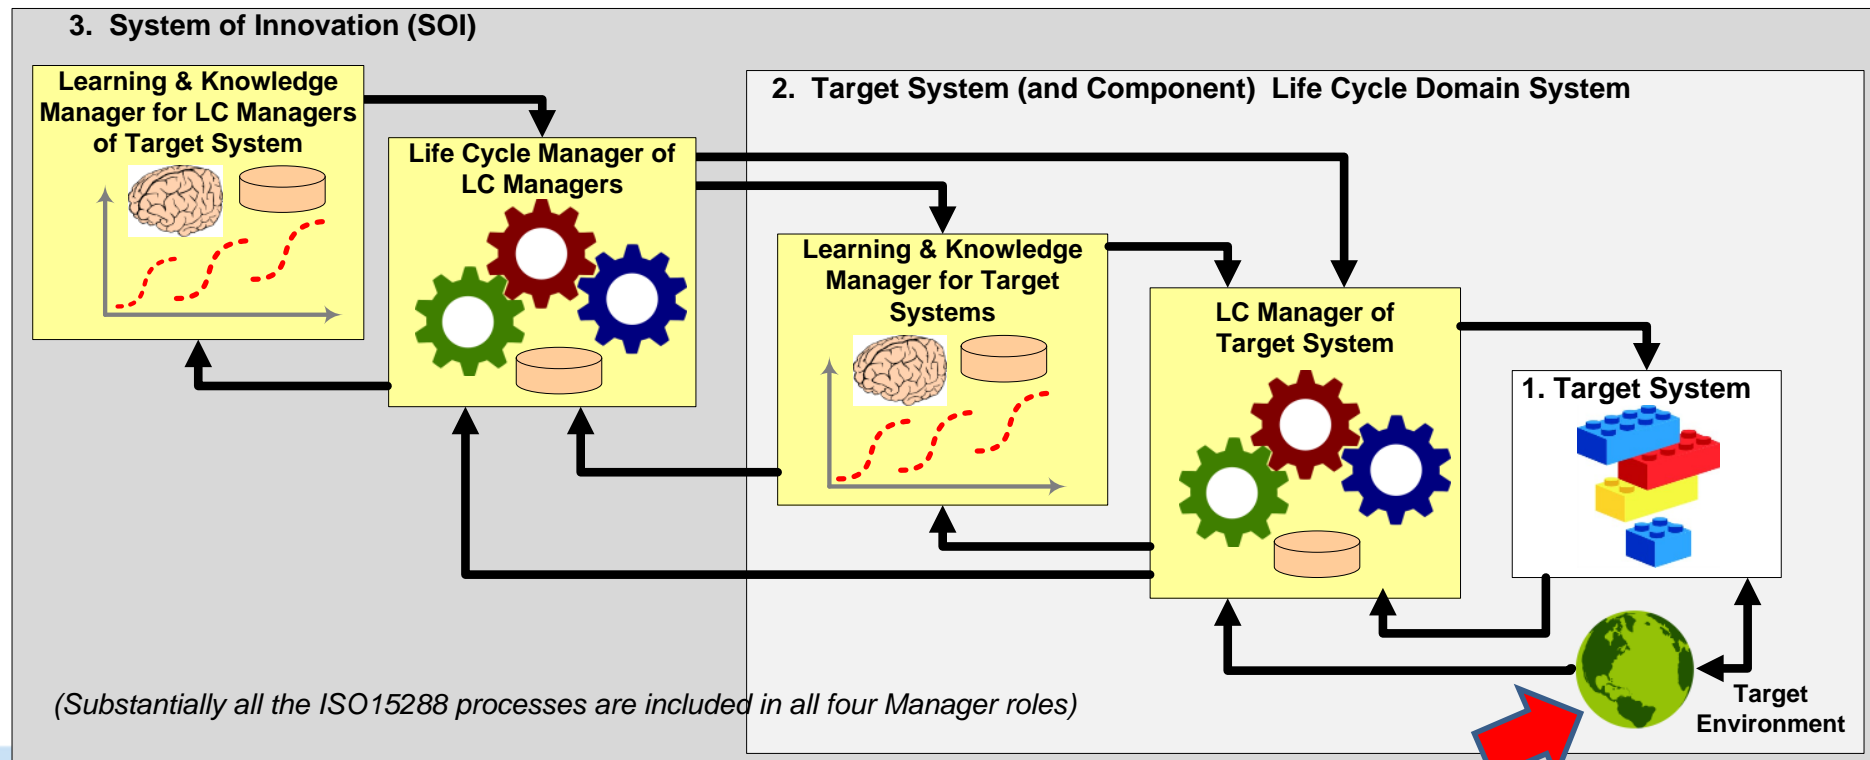 3. System of Innovation (SOI)
Learning & Knowledge
Manager for LC Managers
of Target System
2. Target System (and Component) Life Cycle Domain System
Life Cycle Manager of
LC Managers
Learning & Knowledge
Manager for Target
Systems
LC Manager of
Target System
1. Target System
Target
Environment
(Substantially all the ISO15288 processes are included in all four Manager roles)